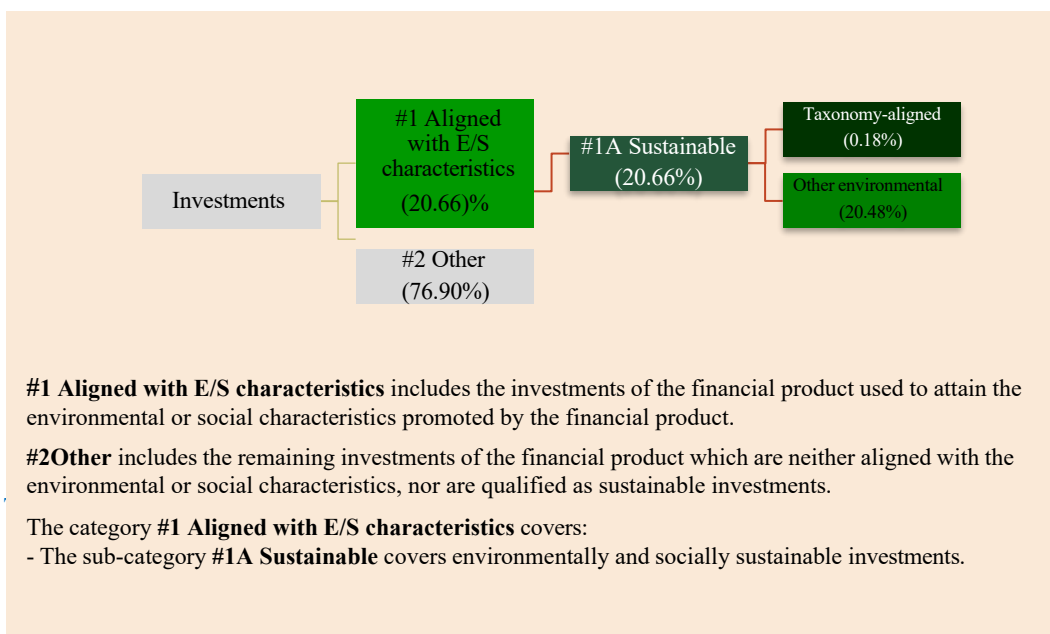 #1 Aligned
with E/S
characteristics
(20.66)%
Investments
#2 Other
(76.90%)
#1A Sustainable
(20.66%)
Taxonomy-aligned
(0.18%)
Other environmental
(20.48%)
#1 Aligned with E/S characteristics includes the investments of the financial product used to attain the
environmental or social characteristics promoted by the financial product.
#2Other includes the remaining investments of the financial product which are neither aligned with the
environmental or social characteristics, nor are qualified as sustainable investments.
The category #1 Aligned with E/S characteristics covers:
- The sub-category #1A Sustainable covers environmentally and socially sustainable investments.